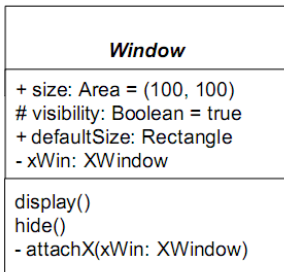 Window
+ size: Area = (100, 100)
# visibility: Boolean = true
+ defaultSize: Rectangle
- xWin: XWindow
display()
hide()
- attachX(xWin: XWindow)